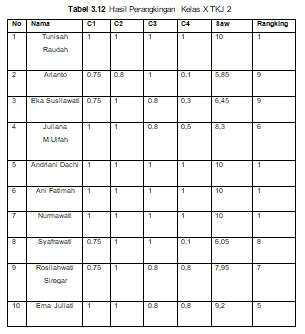 Tabel 3.12 Hasil Perangkingan Kelas X TKJ 2
No Nama C1 C2 C3 C4 Saw Rangking
1 Tunisah 1 1 1 1 10 1
Raudah
2 Arianto 0.75 0.8 1 0,1 5,85 9
3 Eka Susilawati 0.75 1 0.8 0,3 6,45 9
4 Juliana 1 1 0.8 0,5 8,3 6
M.Ulfah
5 Andriani Dachi 1 1 1 1 10 1
6 Ani Fatimah 1 1 1 1 10 1
7 Nurmawati 1 1 1 1 10 1
8 Syafrawati 0.75 1 1 0,1 6,05 8
9 Rosilahwati 0.75 1 0.8 0,8 7,95 7
Siregar
10 Ema Juliati 1 1 0.8 0,8 9,2 5